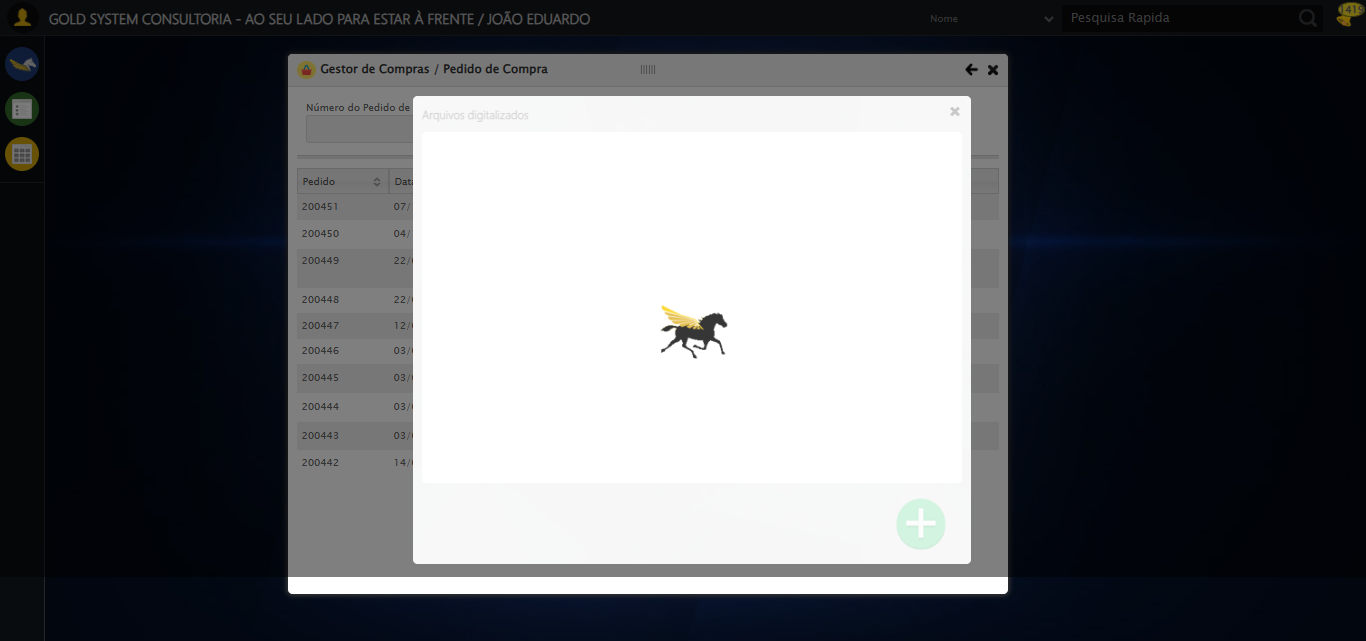 GOLD SYSTEM CONSULTORIA - AO SEU LADO PARA ESTAR À FRENTE / JOÃO EDUARDO
Nome
Pesquisa Rapida
Gestor de Compras / Pedido de Compra
Número do Pedido de
Arquivos digitalizados
Pedido Data
200451 07/
200450 04/
200449 22/
200448 22/
200447 12/
200446 03/
200445 03/
200444 03/
200443 03/
200442 14/